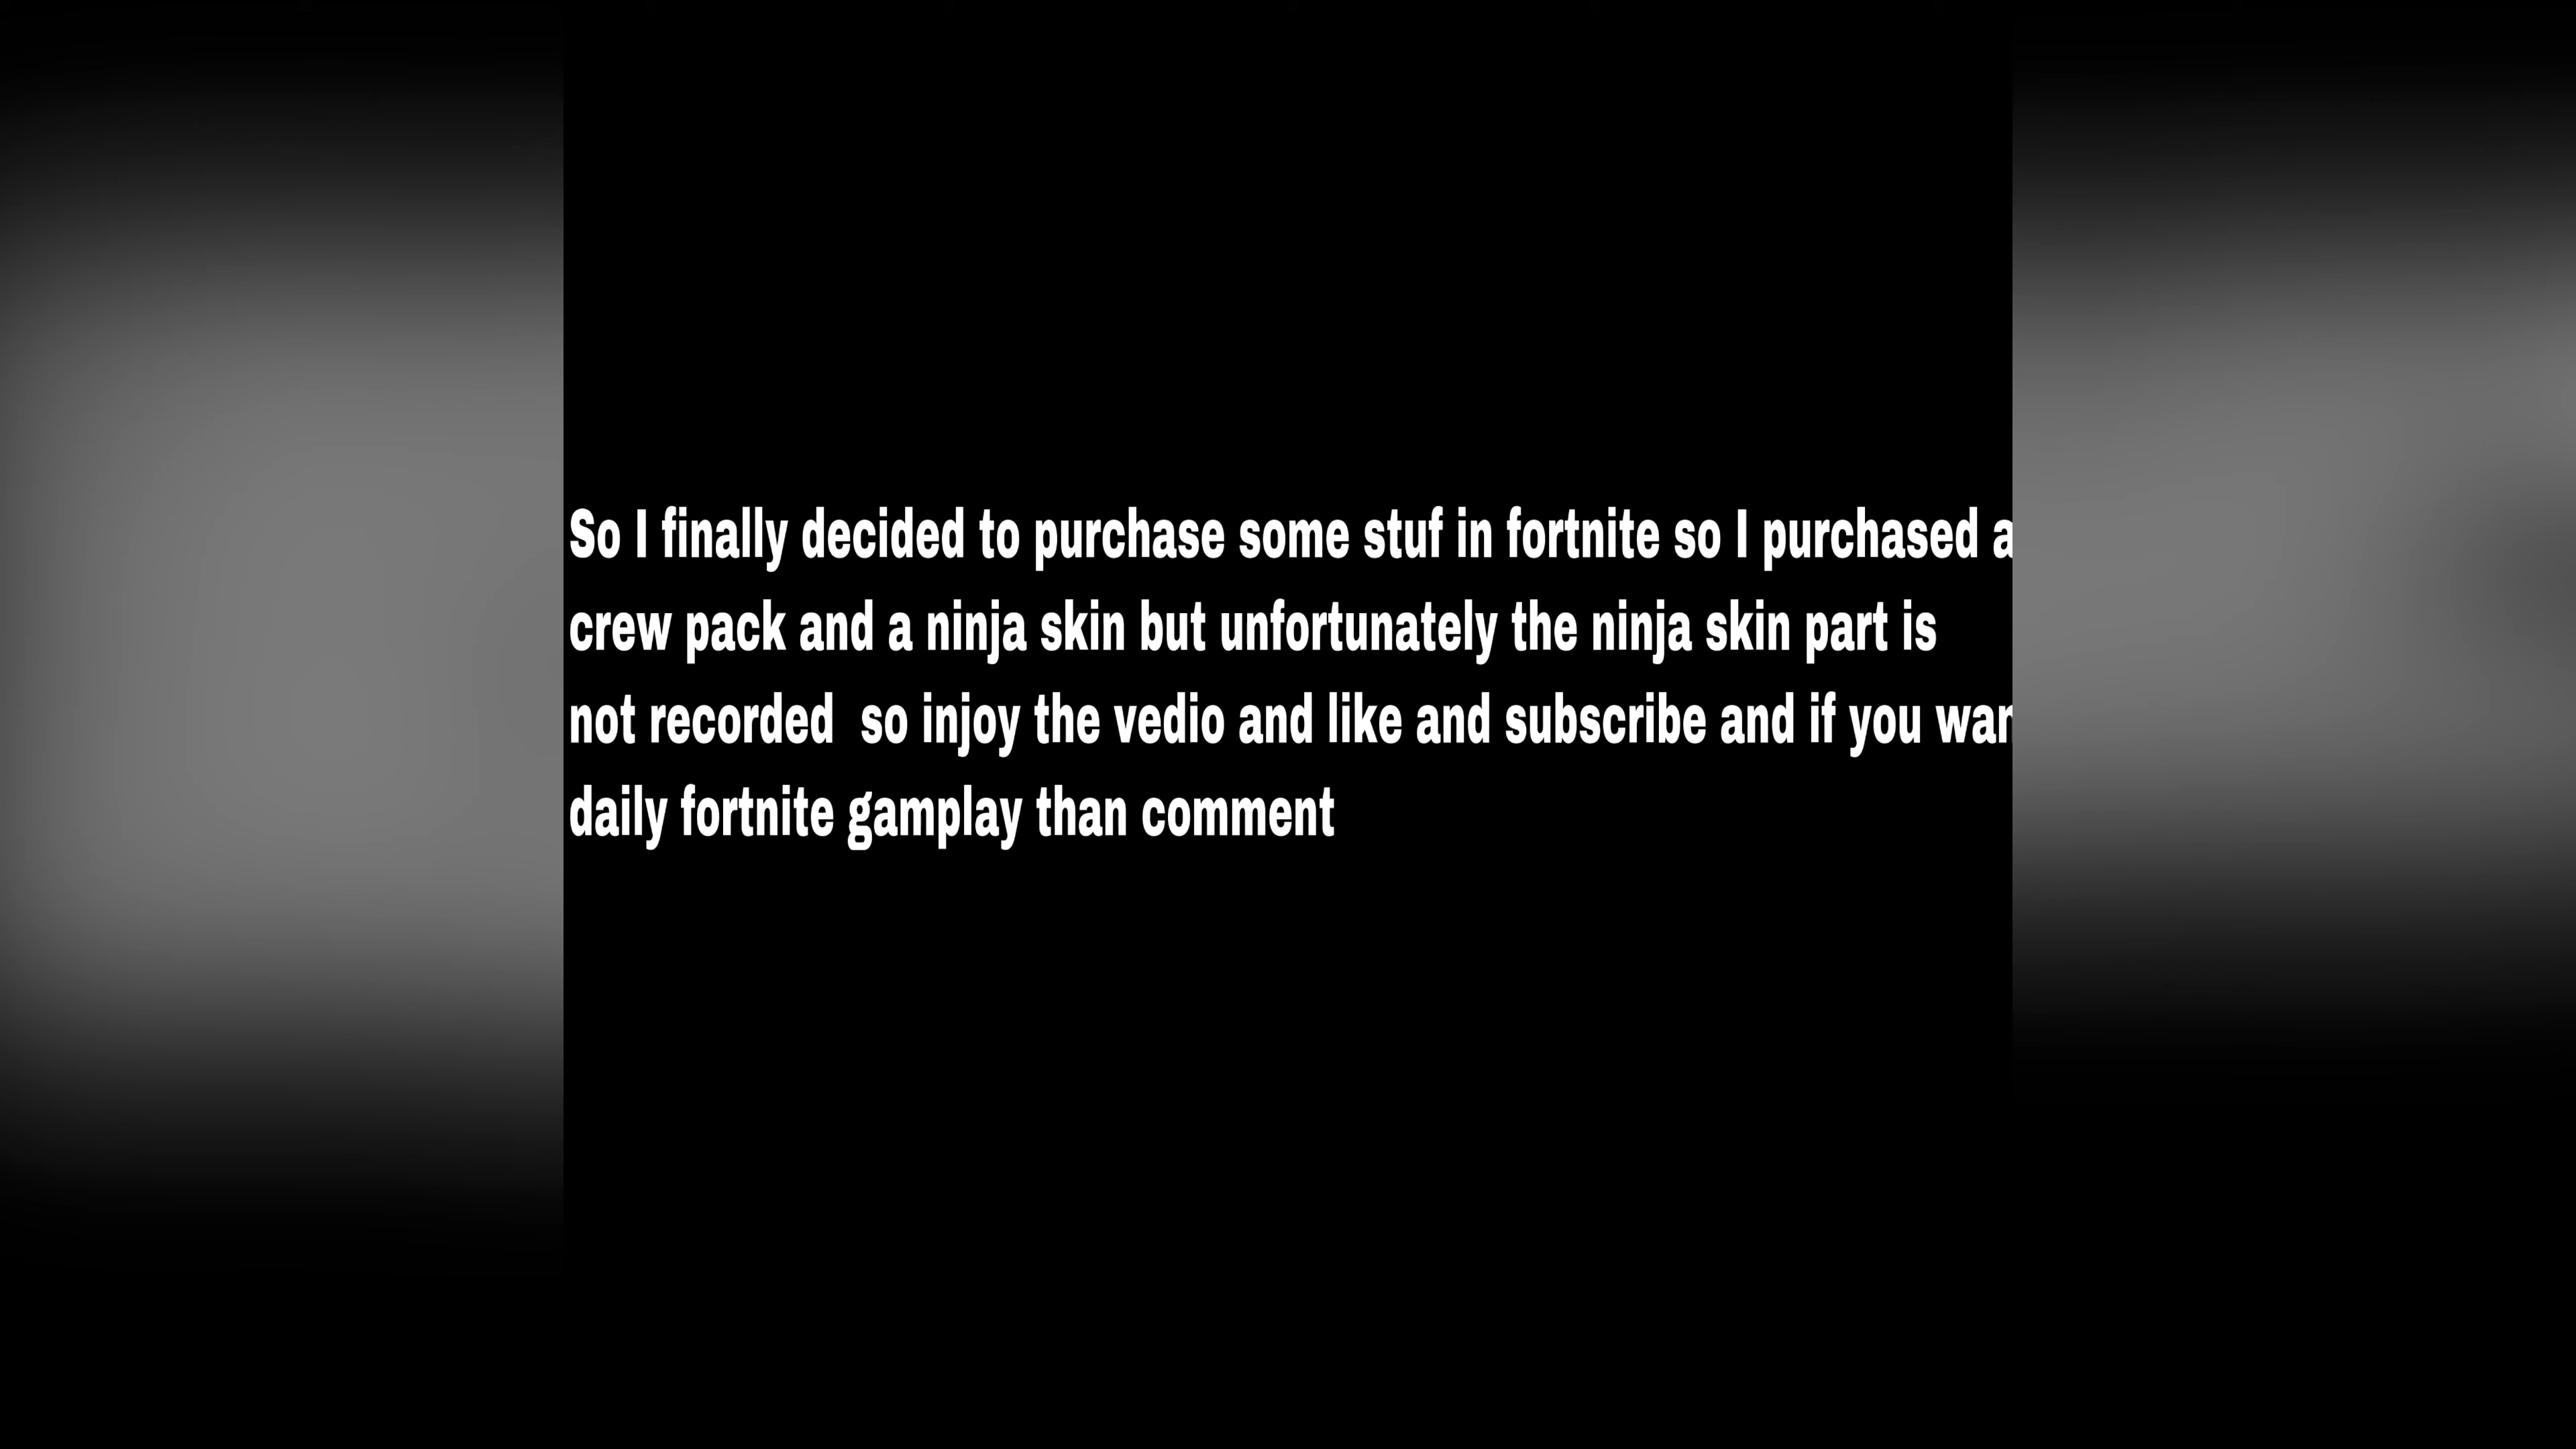 So I finally decided to purchase some stuf in fortnite so I purchased a
crew pack and a ninja skin but unfortunately the ninja skin part is
not recorded  so injoy the vedio and like and subscribe and if you
daily fortnite gamplay than comment